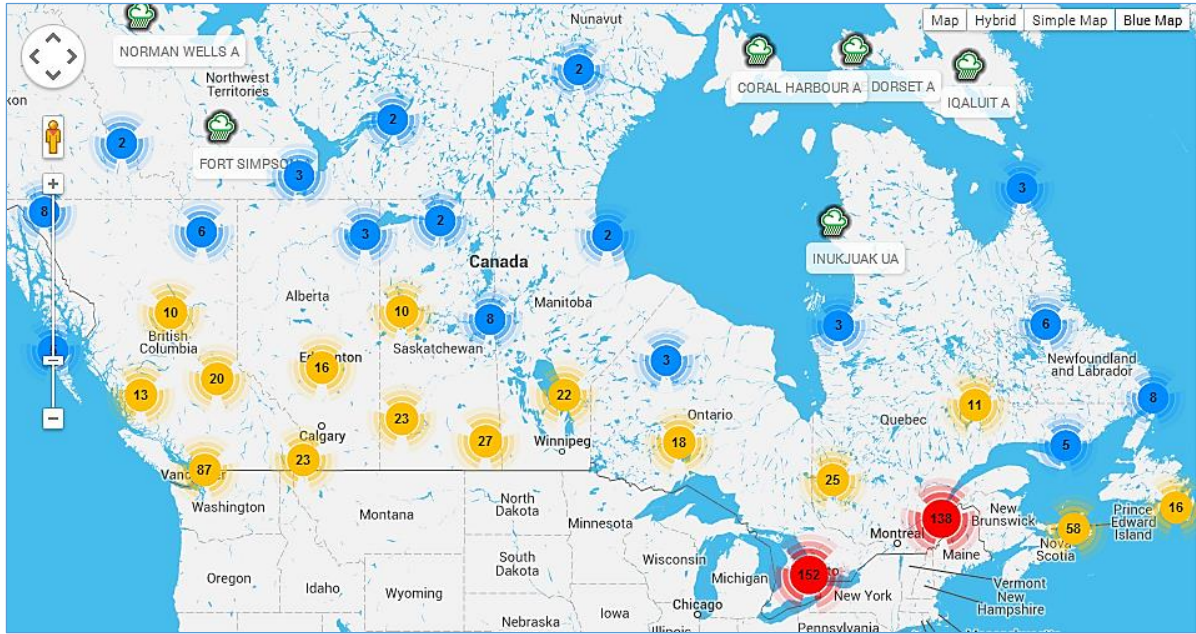 Nunavut
Map
Hybrid
Simple Map
Blue Map
NORMAN WELLS A
Northwest
Territories
2
CORAL HARBOUR A
DORSET A
IQALUIT A
xon
2
2
FORT SIMPSO
3
3
8
6
3
2
2
INUKJUAK UA
Canada
Alberta
Manitoba
10
British
Columbia
10
8
Saskatchewan
3
6
3
Newfoundland
and Labrador
16
20
13
22
23
Ontario
Quebec
11
8
Calgary
27
Winnipeg
18
5
23
87
25
Washington
Montana
North
Dakota
Minnesota
138
Montreal
New
Brunswick
58
Prince
Edward
Island
16
Nova
Scotia
Maine
South
Dakota
Wisconsin
Michigan
152
to
New York
Vermont
New
Hampshire
Oregon
Idaho
Wyoming
Iowa
Chicago
Nebraska
Illinois
Pennsylvania